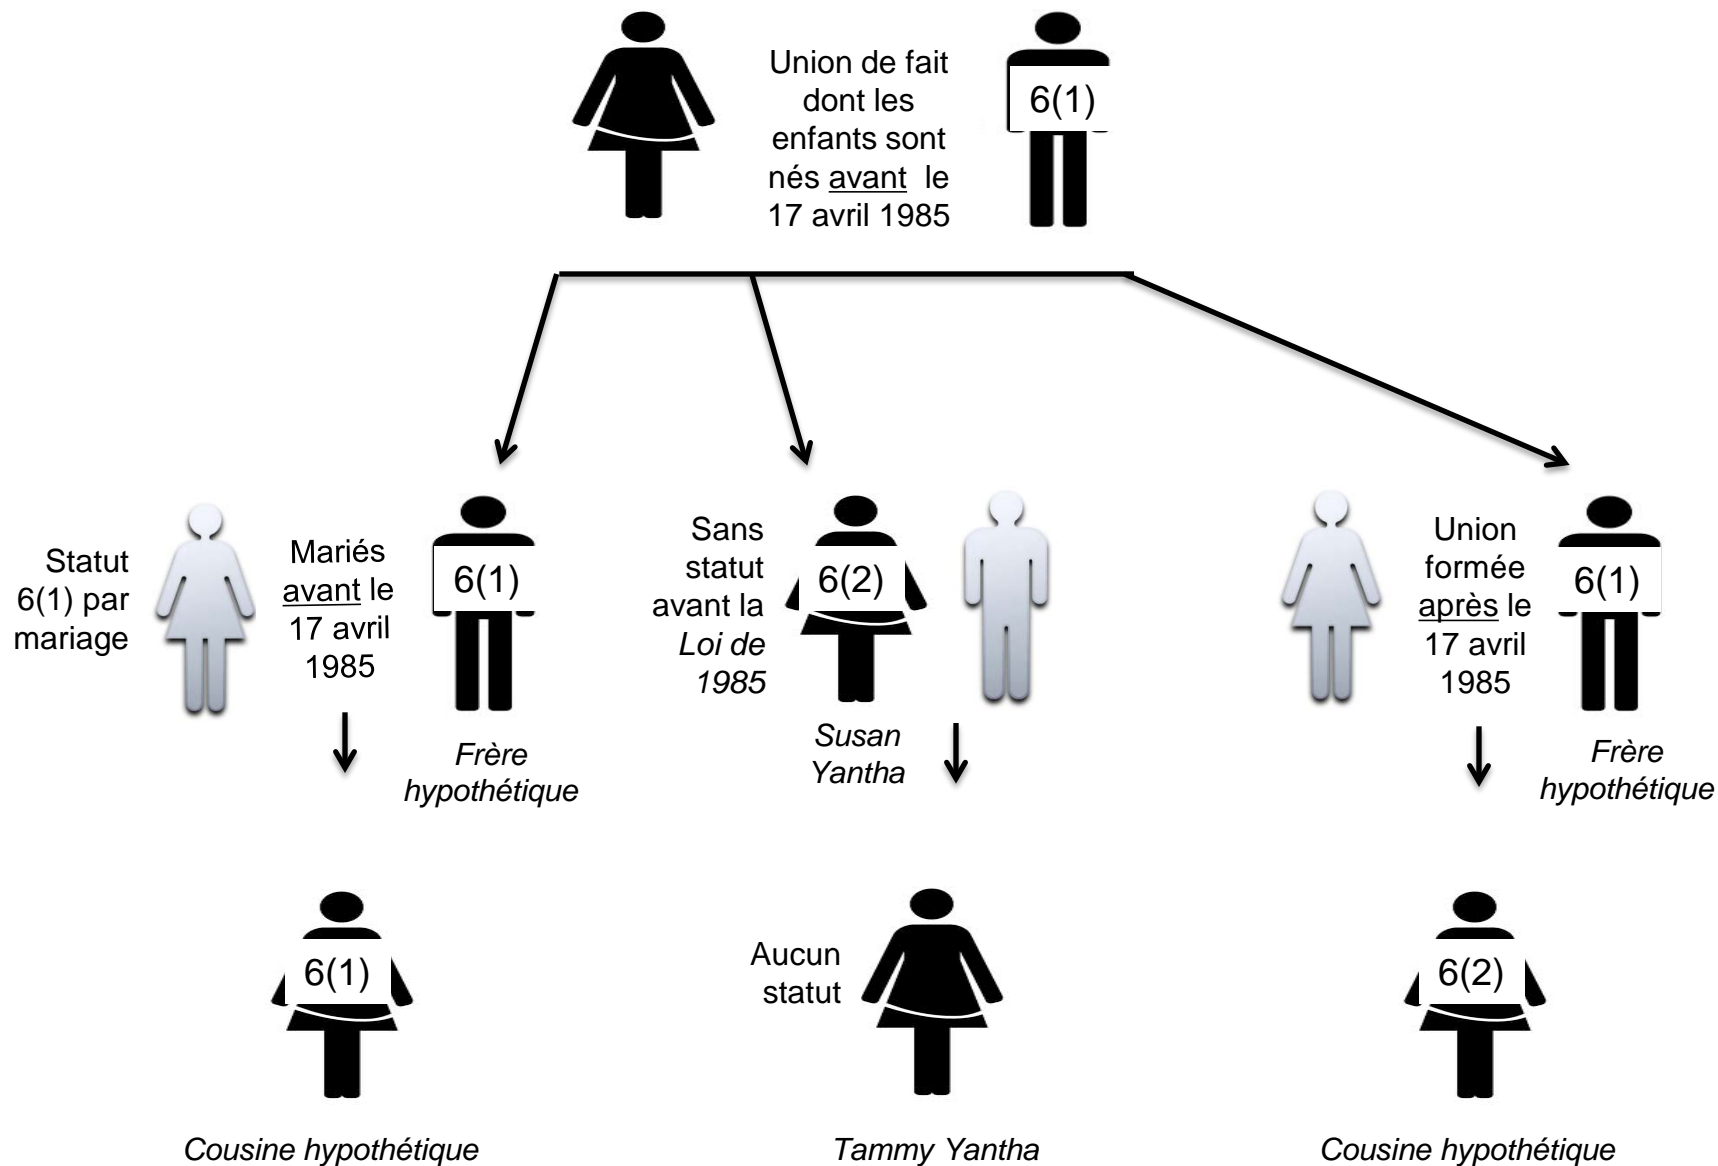 Union de fait
dont les
enfants sont
nés avant le
17 avril 1985
6(1)
Statut
6(1) par
mariage
Mariés
avant le
17 avril
1985
6(1)
Frère
hypothétique
Sans
statut
avant la
Loi de
1985
6(2)
Susan
Yantha
Union
formée
après le
17 avril
1985
6(1)
Frère
hypothétique
6(1)
Cousine hypothétique
Aucun
statut
Tammy Yantha
6(2)
Cousine hypothétique